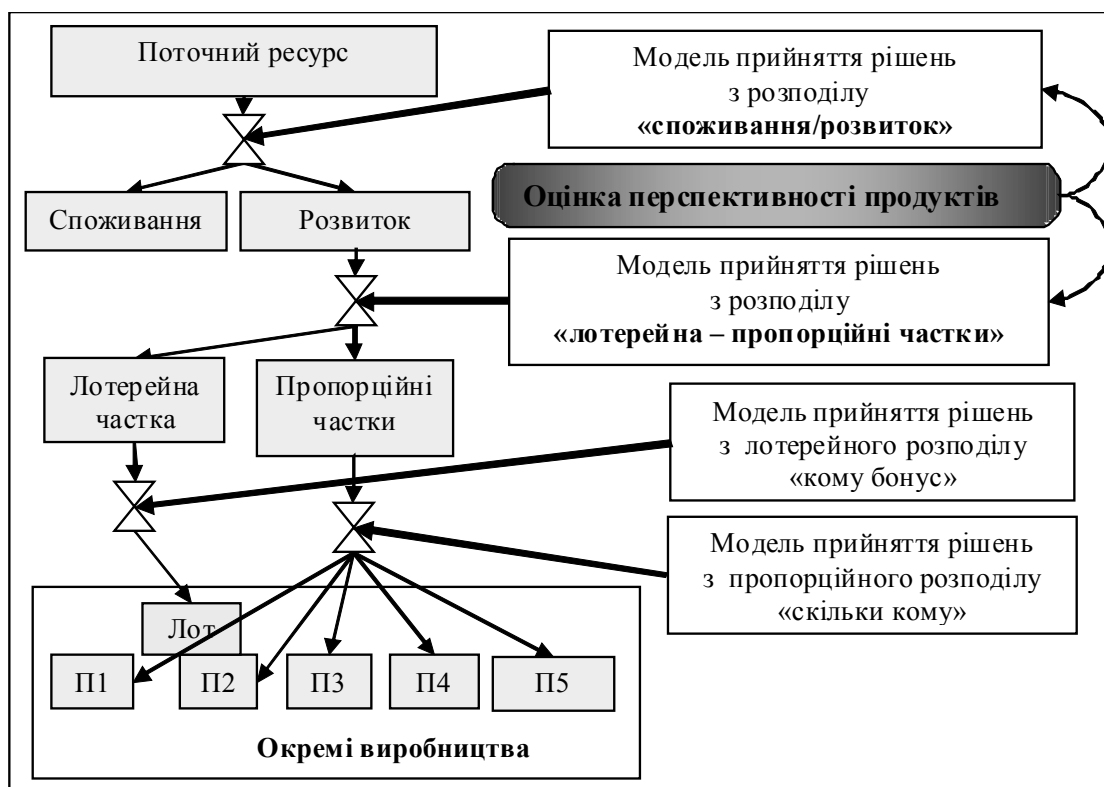 Поточний ресурс
Модель прийняття рішень
з розподілу
«споживання/розвиток»
Оцінка перспективності продуктів
Споживання
Розвиток
Модель прийняття рішень
з розподілу
«лотерейна – пропорційні частки»
Лотерейна
частка
Пропорційні
частки
Модель прийняття рішень
з лотерейного розподілу
«кому бонус»
Модель прийняття рішень
з пропорційного розподілу
«скільки кому»
Лот
П1
П2
П3
П4
П5
Окремі виробництва